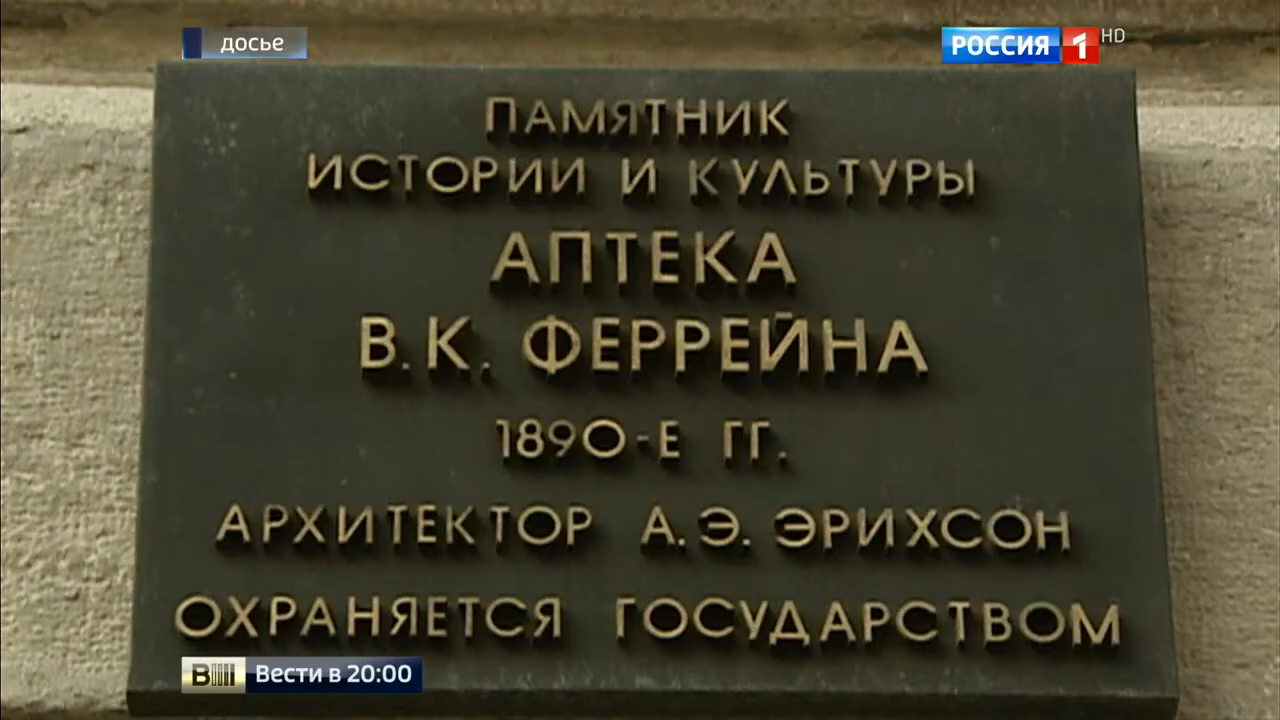 досье
РОССИЯ 1 HD
ПАМЯТНИК
ИСТОРИИ И КУЛЬТУРЫ
АПТЕКА
В.К. ФЕРРЕЙНА
1890-Е ГГ.
АРХИТЕКТОР А.Э. ЭРИХСОН
ОХРАНЯЕТСЯ ГОСУДАРСТВОМ
В Вести в 20:00